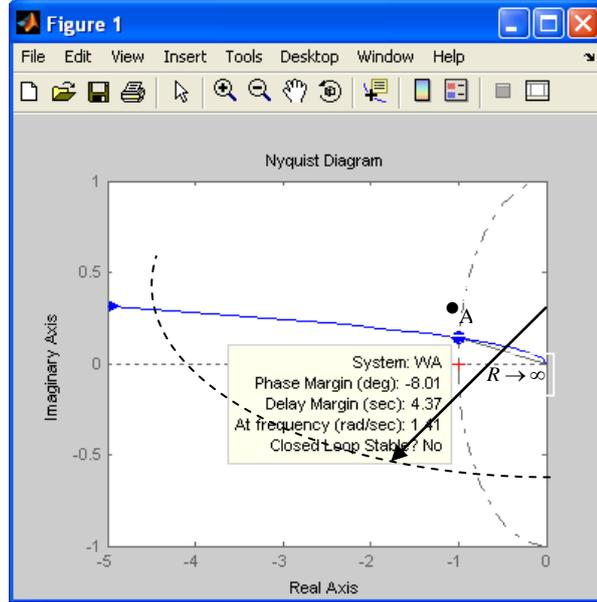 Figure 1
File Edit View Insert Tools Desktop Window Help
Nyquist Diagram
1
0.5
0
-0.5
-1
Imaginary Axis
A
System: WA
Phase Margin (deg): -8.01
Delay Margin (sec): 4.37
At frequency (rad/sec): 1.41
Closed Loop Stable? No
R → ∞
-5 -4 -3 -2 -1 0
Real Axis